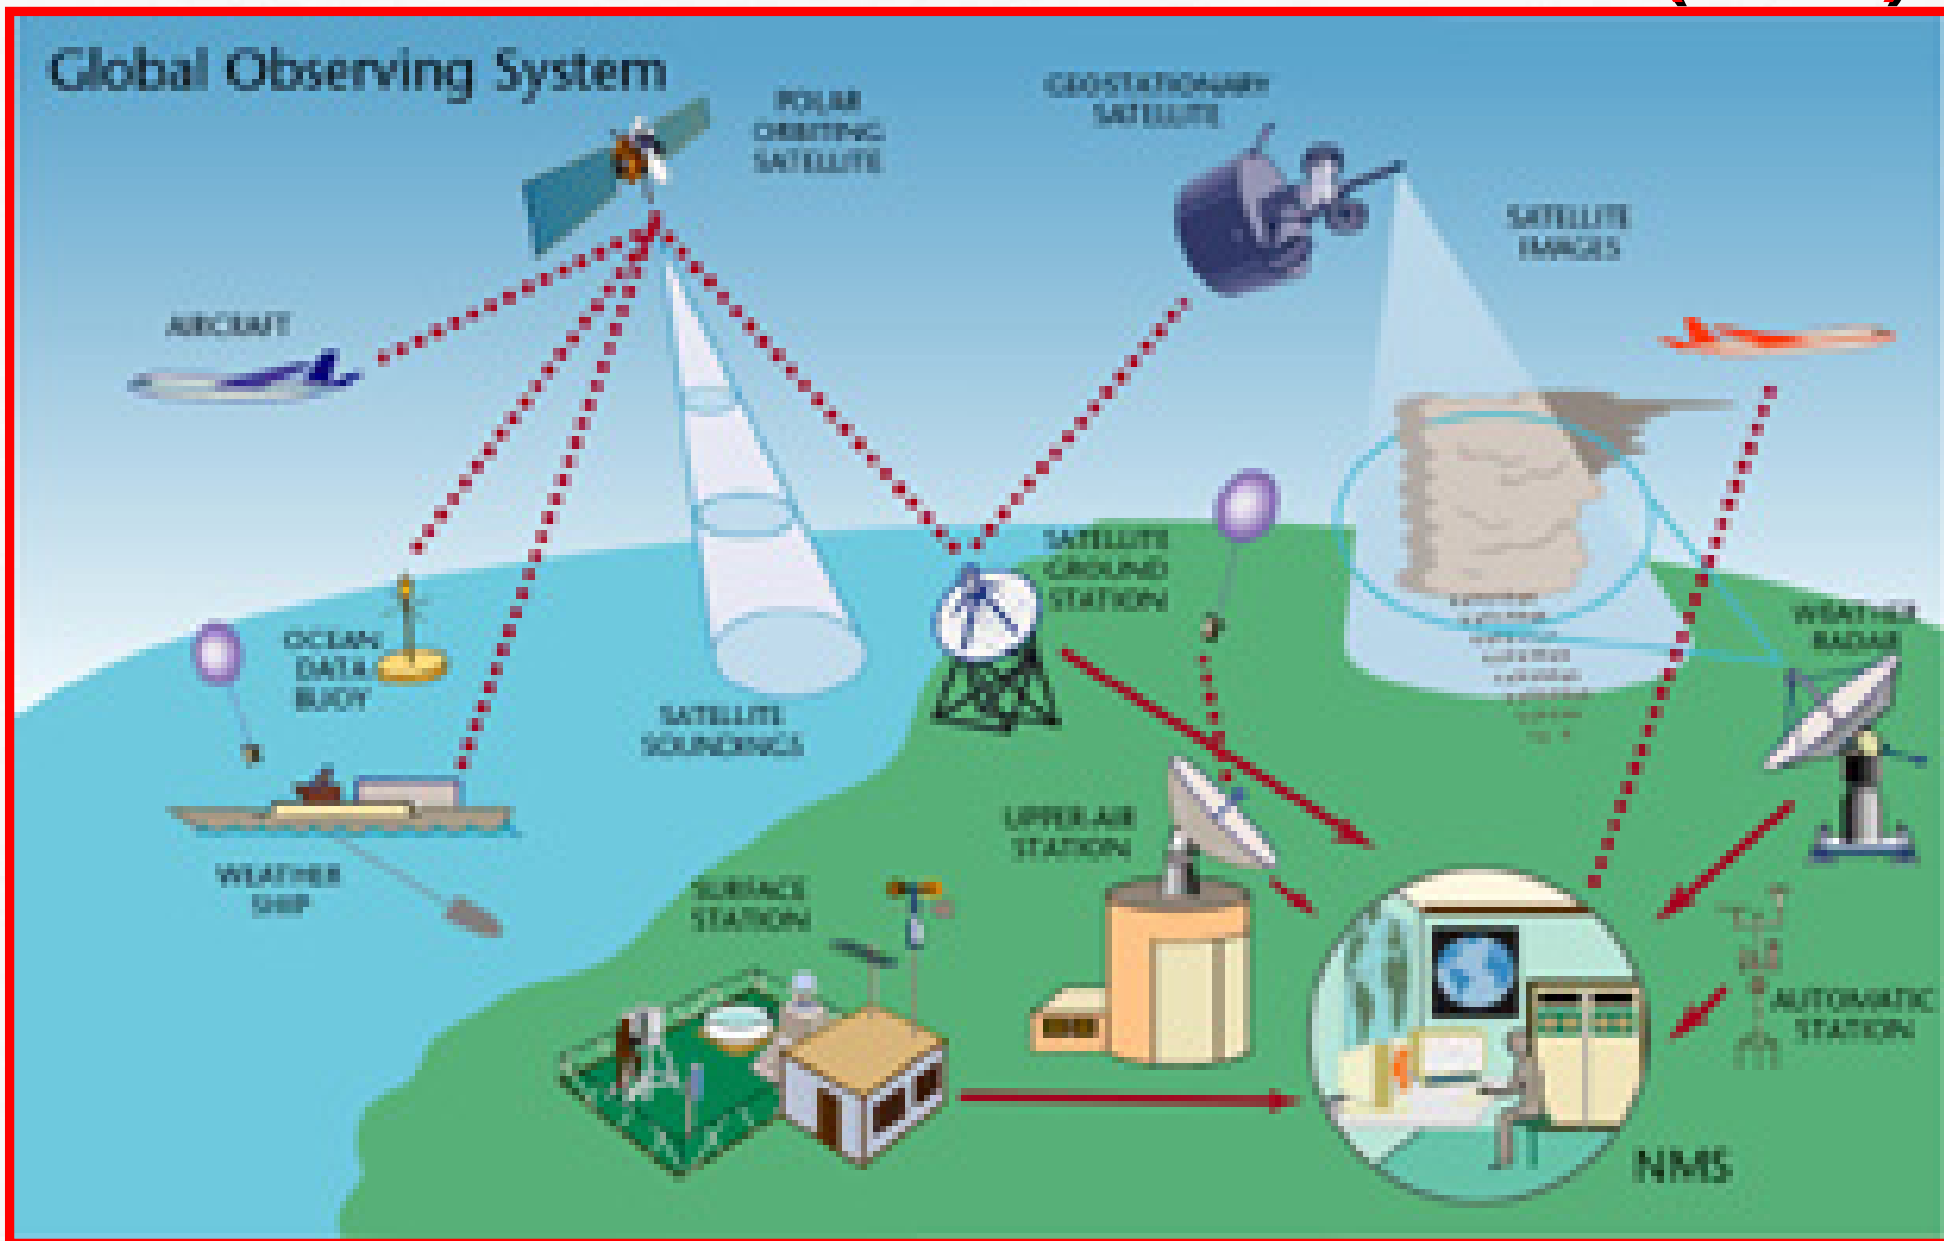 Global Observing System
POLAR
ORBITING
SATELLITE
GEOSTATIONARY
SATELLITE
SATELLITE
IMAGES
AIRCRAFT
SATELLITE
GROUND
STATION
WEATHER
RADAR
OCEAN
DATA
BUOY
SATELLITE
SOUNDINGS
UPPER-AIR
STATION
WEATHER
SHIP
SURFACE
STATION
AUTOMATIC
STATION
NMS